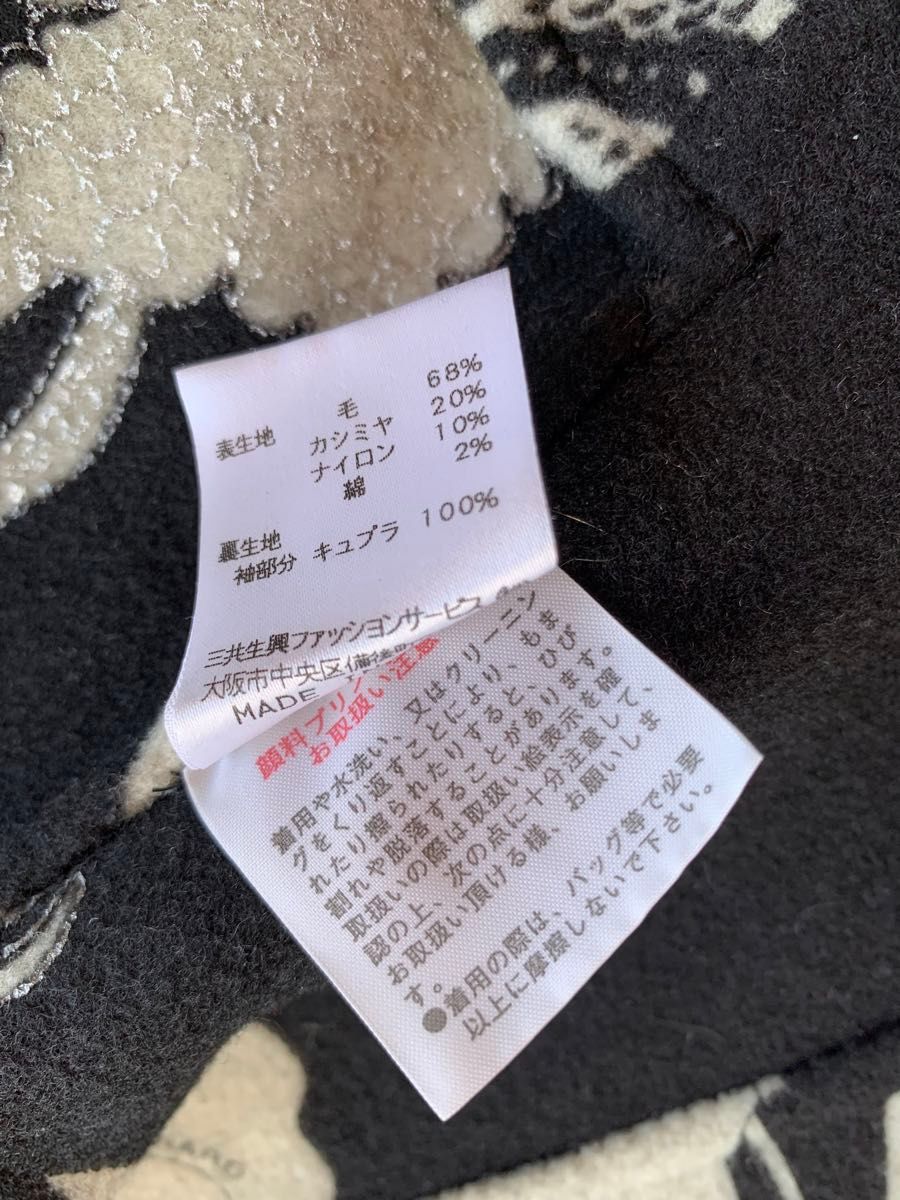 表生地 毛 68%
カシミヤ 20%
ナイロン 10%
綿 2%
裏生地
袖部分 キュプラ 100%
三共生興ファッションサービス
大阪市中央区備後
MADE
顔料プリン
お取扱い注意
着用や水洗い、又はクリーニン
グをくり返すことにより、もま
れたり擦られたりすると、ひび
割れや脱落することがあります。
取扱いの際は取扱い絵表示を確
認の上、次の点に十分注意して、
お取扱い頂ける様、お願いしま
す。
●着用の際は、バッグ等で必要
以上に摩擦しないで下さい。